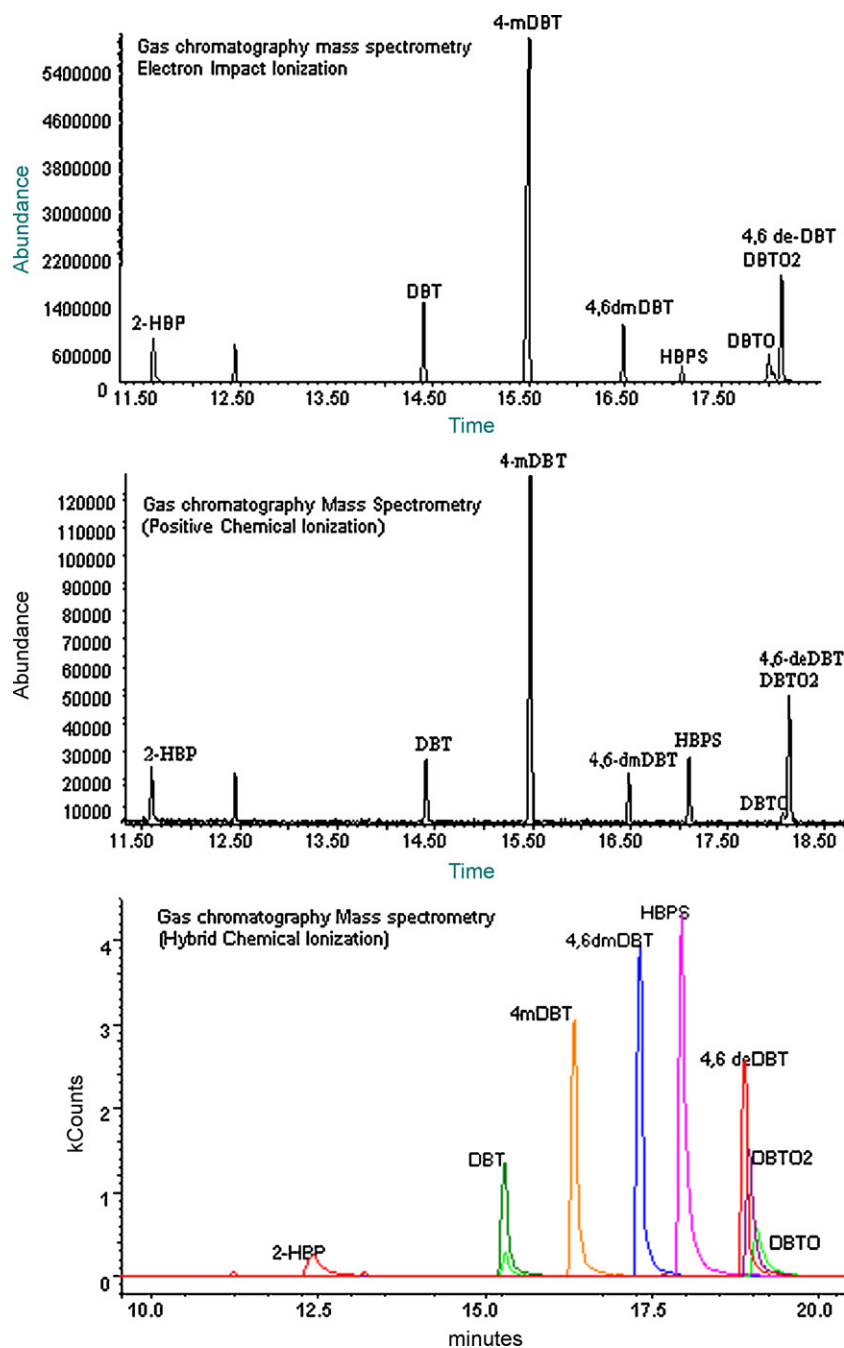 4-mDBT
Gas chromatography mass spectrometry
Electron Impact Ionization
5400000
4600000
3800000
3000000
2200000
1400000
600000
0
Abundance
2-HBP
DBT
4,6dmDBT
HBPS
DBTO
4,6 de-DBT
DBTO2
11.50
12.50
13.50
14.50
15.50
16.50
17.50
Time
4-mDBT
Gas chromatography Mass Spectrometry
(Positive Chemical Ionization)
120000
110000
100000
90000
80000
70000
60000
50000
40000
30000
20000
10000
Abundance
2-HBP
DBT
4,6-dmDBT
HBPS
DBTO
4,6-deDBT
DBTO2
11.50
12.50
13.50
14.50
15.50
16.50
17.50
18.50
Time
Gas chromatography Mass spectrometry
(Hybrid Chemical Ionization)
4
3
2
1
0
kCounts
2-HBP
DBT
4mDBT
4,6dmDBT
HBPS
4,6 deDBT
DBTO2
DBTO
10.0
12.5
15.0
17.5
20.0
minutes